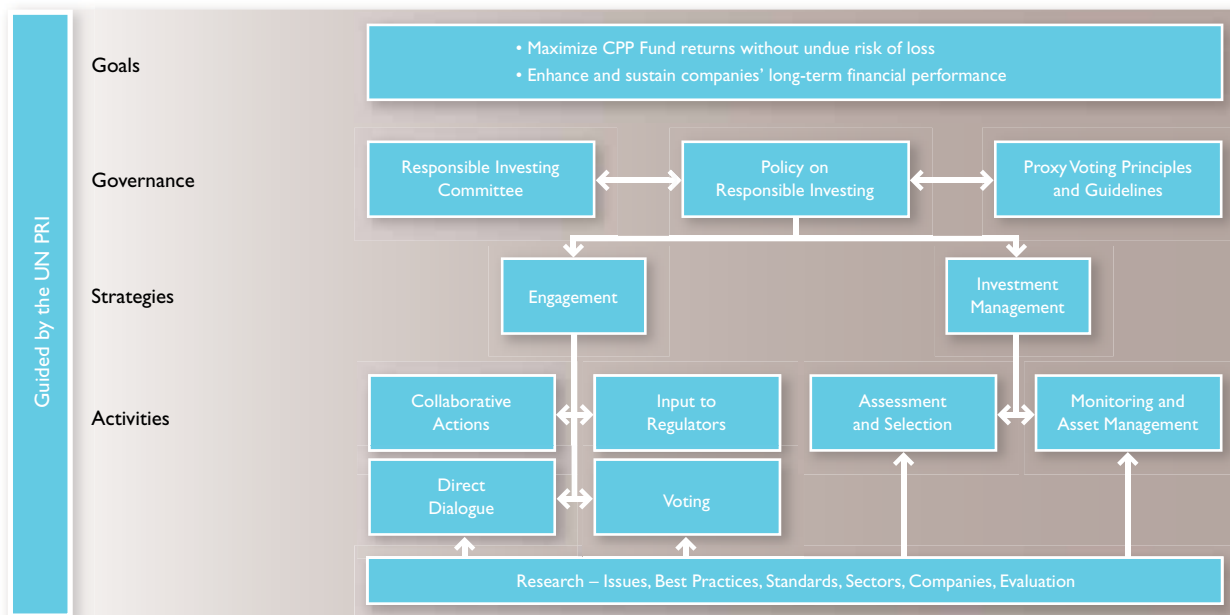 Guided by the UN PRI
Goals
• Maximize CPP Fund returns without undue risk of loss
• Enhance and sustain companies’ long-term financial performance
Governance
Responsible Investing
Committee
Policy on
Responsible Investing
Proxy Voting Principles
and Guidelines
Strategies
Engagement
Investment
Management
Activities
Collaborative
Actions
Input to
Regulators
Assessment
and Selection
Monitoring and
Asset Management
Direct
Dialogue
Voting
Research – Issues, Best Practices, Standards, Sectors, Companies, Evaluation